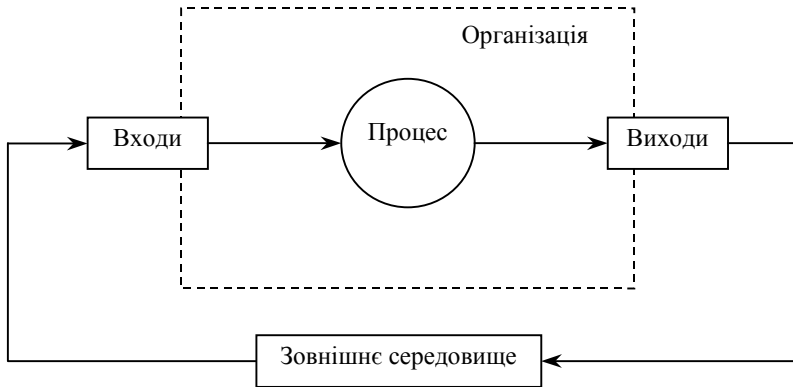 Організація
Входи
Процес
Виходи
Зовнішнє середовище